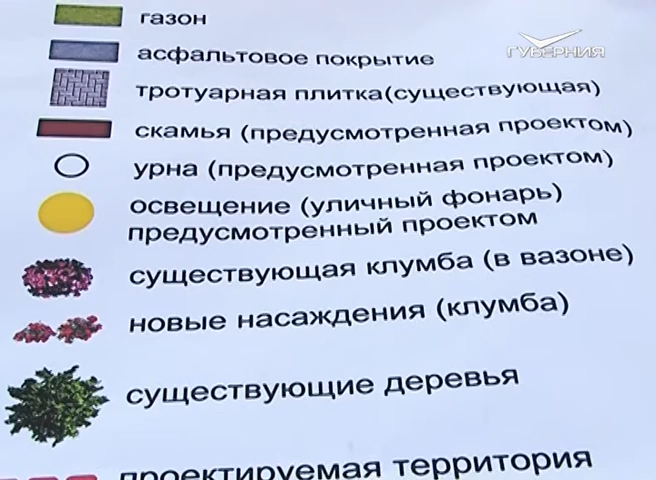 газон
ГУБЕРНИЯ
асфальтовое покрытие
тротуарная плитка(существующая)
скамья (предусмотренная проектом)
урна (предусмотренная проектом)
освещение (уличный фонарь)
предусмотренный проектом
существующая клумба (в вазоне)
новые насаждения (клумба)
существующие деревья
проектируемая территория